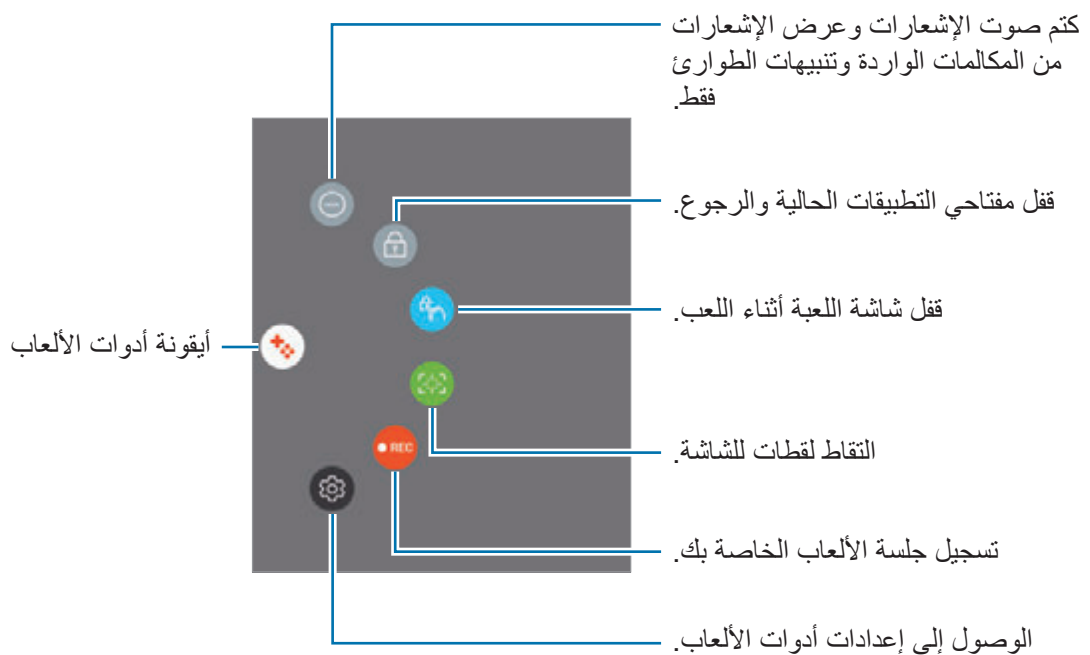 كتم صوت الإشعارات وعرض الإشعارات
من المكالمات الواردة وتنبيهات الطوارئ
فقط.
قفل مفتاحي التطبيقات الحالية والرجوع.
قفل شاشة اللعبة أثناء اللعب.
أيقونة أدوات الألعاب
التقاط لقطات للشاشة.
REC
تسجيل جلسة الألعاب الخاصة بك.
الوصول إلى إعدادات أدوات الألعاب.